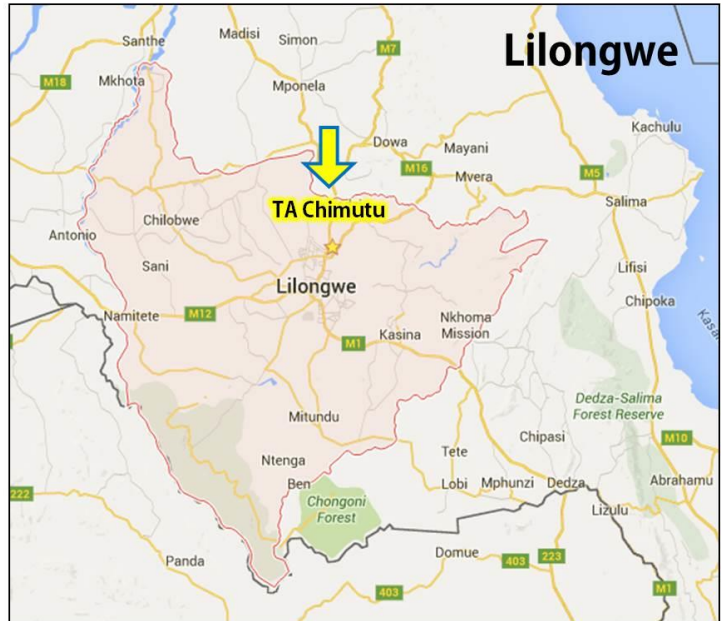 Lilongwe
Santhe
Madisi
Simon
M7
M18
Mkhota
Mponela
Kachulu
Dowa
Mayani
M16
M5
Mvera
TA Chimutu
Salima
Chilobwe
Antonio
Sani
Lifisi
Lilongwe
Chipoka
Namitete
M12
Nkhoma
Mission
Kasina
M1
Dedza-Salima
Forest Reserve
Mitundu
Chipasi
M10
Tete
Ntenga
Ben
Lobi
Mphunzi
Dedza
Abrahamu
222
Chongoni
Forest
Lizulu
Domue
Panda
403
223
M1
403